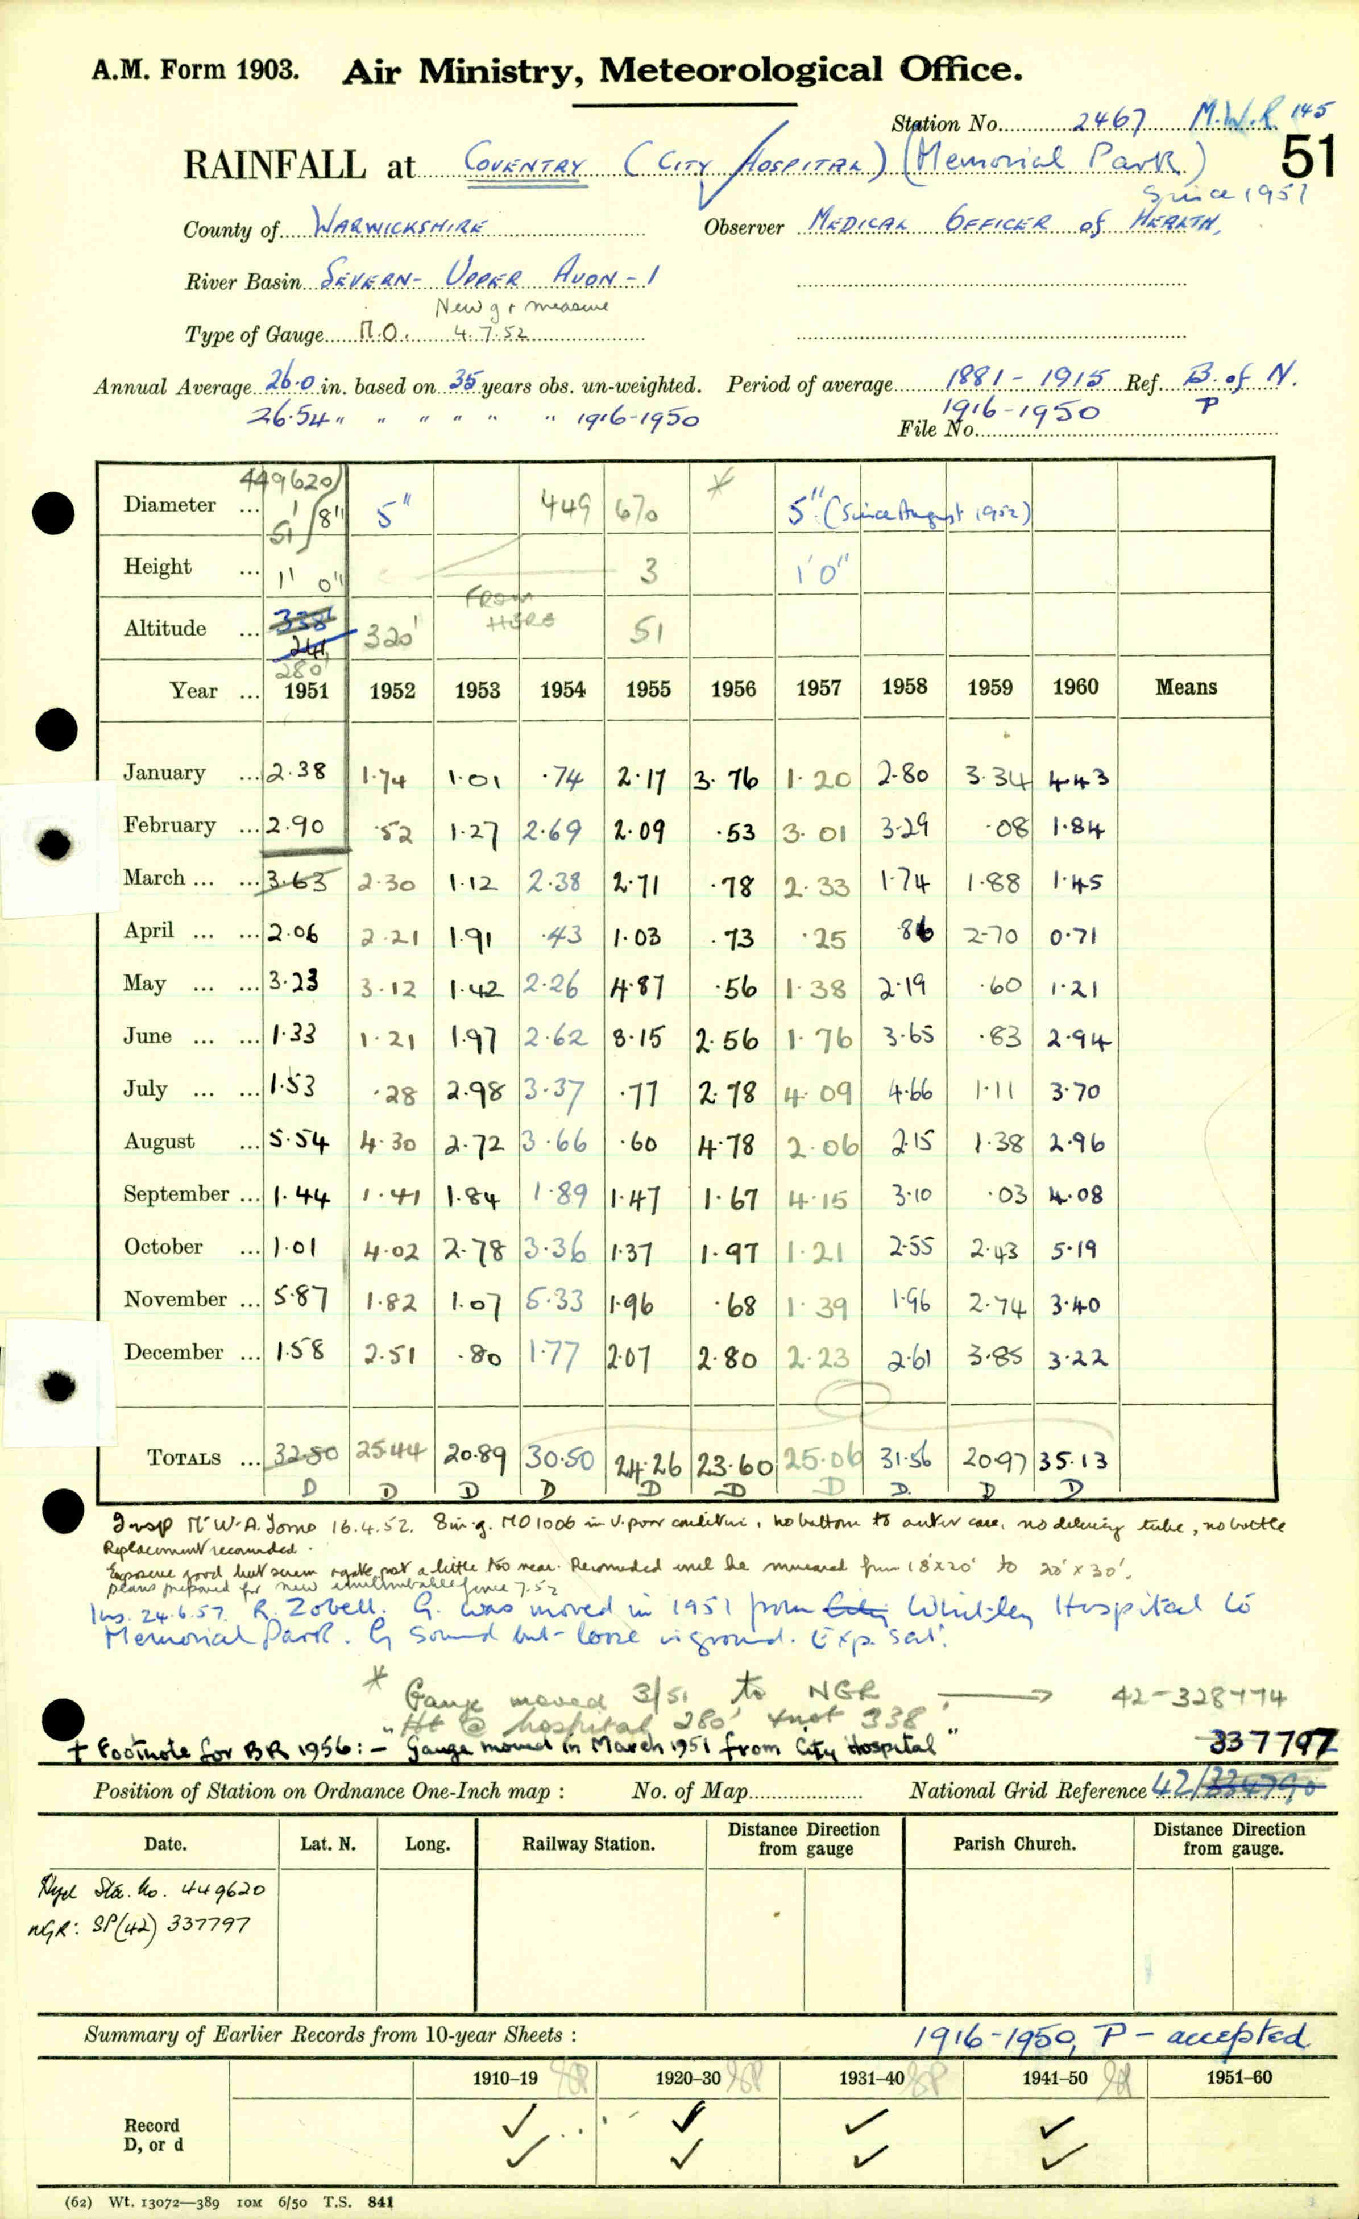 A.M. Form 1903. Air Ministry, Meteorological Office.
Station No. 2467 M.W.R 145
51
RAINFALL at COVENTRY (CITY HOSPITAL) (Memorial Park)
Since 1951
County of WARWICKSHIRE Observer MEDICAL OFFICER of HEALTH,
River Basin SEVERN- UPPER AVON - 1
New g & measure
Type of Gauge M.O. 4.7.52
Annual Average 26.0 in. based on 35 years obs. un-weighted. Period of average 1881 - 1915 Ref. B. of N.
26.54 " " " " " " 1916-1950 1916-1950 P
File No.
449620
Diameter ... 51 / 8" 5" 449 670 * 5" (Since August 1952)
Height ... 1' 0" 3 1' 0"
FROM HERE
Altitude ... 338' 241 280' 320' 51
Year ... 1951 1952 1953 1954 1955 1956 1957 1958 1959 1960 Means
January ... 2.38 1.74 1.01 .74 2.17 3.76 1.20 2.80 3.34 4.43
February ... 2.90 .52 1.27 2.69 2.09 .53 3.01 3.29 .08 1.84
March ... ... 3.63 2.30 1.12 2.38 2.71 .78 2.33 1.74 1.88 1.45
April ... ... 2.06 2.21 1.91 .43 1.03 .73 .25 .86 2.70 0.71
May ... ... 3.23 3.12 1.42 2.26 4.87 .56 1.38 2.19 .60 1.21
June ... ... 1.33 1.21 1.97 2.62 3.15 2.56 1.76 3.65 .83 2.94
July ... ... 1.53 .28 2.98 3.37 .77 2.78 4.09 4.66 1.11 3.70
August ... 5.54 4.30 2.72 3.66 .60 4.78 2.06 2.15 1.38 2.96
September ... 1.44 1.41 1.84 1.89 1.47 1.67 4.15 3.10 .03 4.08
October ... 1.01 4.02 2.78 3.36 1.37 1.97 1.21 2.55 2.43 5.19
November ... 5.87 1.82 1.07 5.33 1.96 .68 1.39 1.96 2.74 3.40
December ... 1.58 2.51 .80 1.77 2.07 2.80 2.23 2.61 3.85 3.22
TOTALS ... 32.50 25.44 20.89 30.50 24.26 23.60 25.06 31.56 20.97 35.13
D D D D D D D D. D D
Insp Mr W.A. 16.4.52. 8 in. g. MO1006 in v. poor condition, no bottom to outer case, no delivery tube, no bottle
Replacement recommended.
Exposure good but screen a little too near. Recommended encl be increased from 18'x20' to 20' x 30'.
Plans prepared for new June 7.52
Ins. 24.6.57. R. Zobell. G. was moved in 1951 from City Whitley Hospital to
Memorial Park. G sound but loose in ground. Exp. sat.
* Gauge moved 3/51 to NGR → 42-328774
"Ht @ hospital 280' & not 338'
+ Footnote for BR 1956:- Gauge moved in March 1951 from City Hospital" 337797
Position of Station on Ordnance One-Inch map : No. of Map National Grid Reference 42/334790
Date. Lat. N. Long. Railway Station. Distance from Direction gauge Parish Church. Distance from Direction gauge.
Hyd Sta. No. 449620
NGR: SP(42) 337797
Summary of Earlier Records from 10-year Sheets : 1916-1950, P - accepted
1910–19 1920–30 1931–40 1941–50 1951–60
Record
D, or d
(62) Wt. 13072—389 10M 6/50 T.S. 841